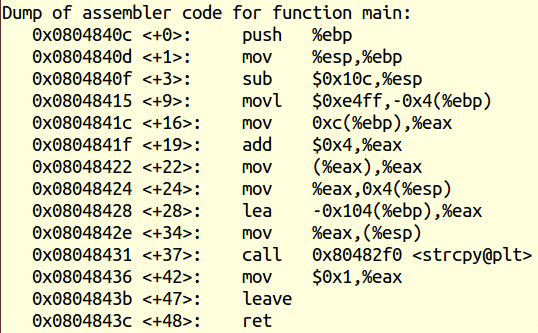 Dump of assembler code for function main:
   0x0804840c <+0>:     push   %ebp
   0x0804840d <+1>:     mov    %esp,%ebp
   0x0804840f <+3>:     sub    $0x10c,%esp
   0x08048415 <+9>:     movl   $0xe4ff,-0x4(%ebp)
   0x0804841c <+16>:    mov    0xc(%ebp),%eax
   0x0804841f <+19>:    add    $0x4,%eax
   0x08048422 <+22>:    mov    (%eax),%eax
   0x08048424 <+24>:    mov    %eax,0x4(%esp)
   0x08048428 <+28>:    lea    -0x104(%ebp),%eax
   0x0804842e <+34>:    mov    %eax,(%esp)
   0x08048431 <+37>:    call   0x80482f0 <strcpy@plt>
   0x08048436 <+42>:    mov    $0x1,%eax
   0x0804843b <+47>:    leave
   0x0804843c <+48>:    ret